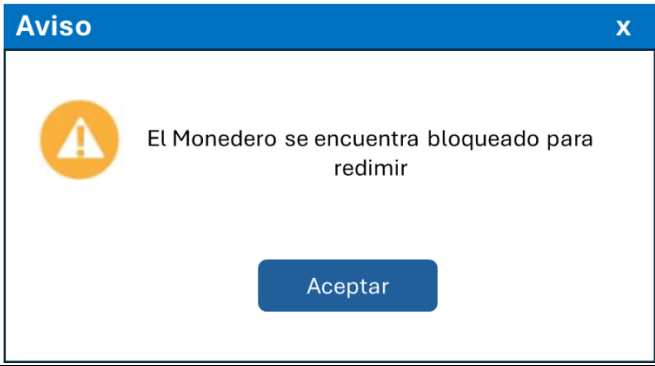 Aviso x
El Monedero se encuentra bloqueado para
redimir
Aceptar